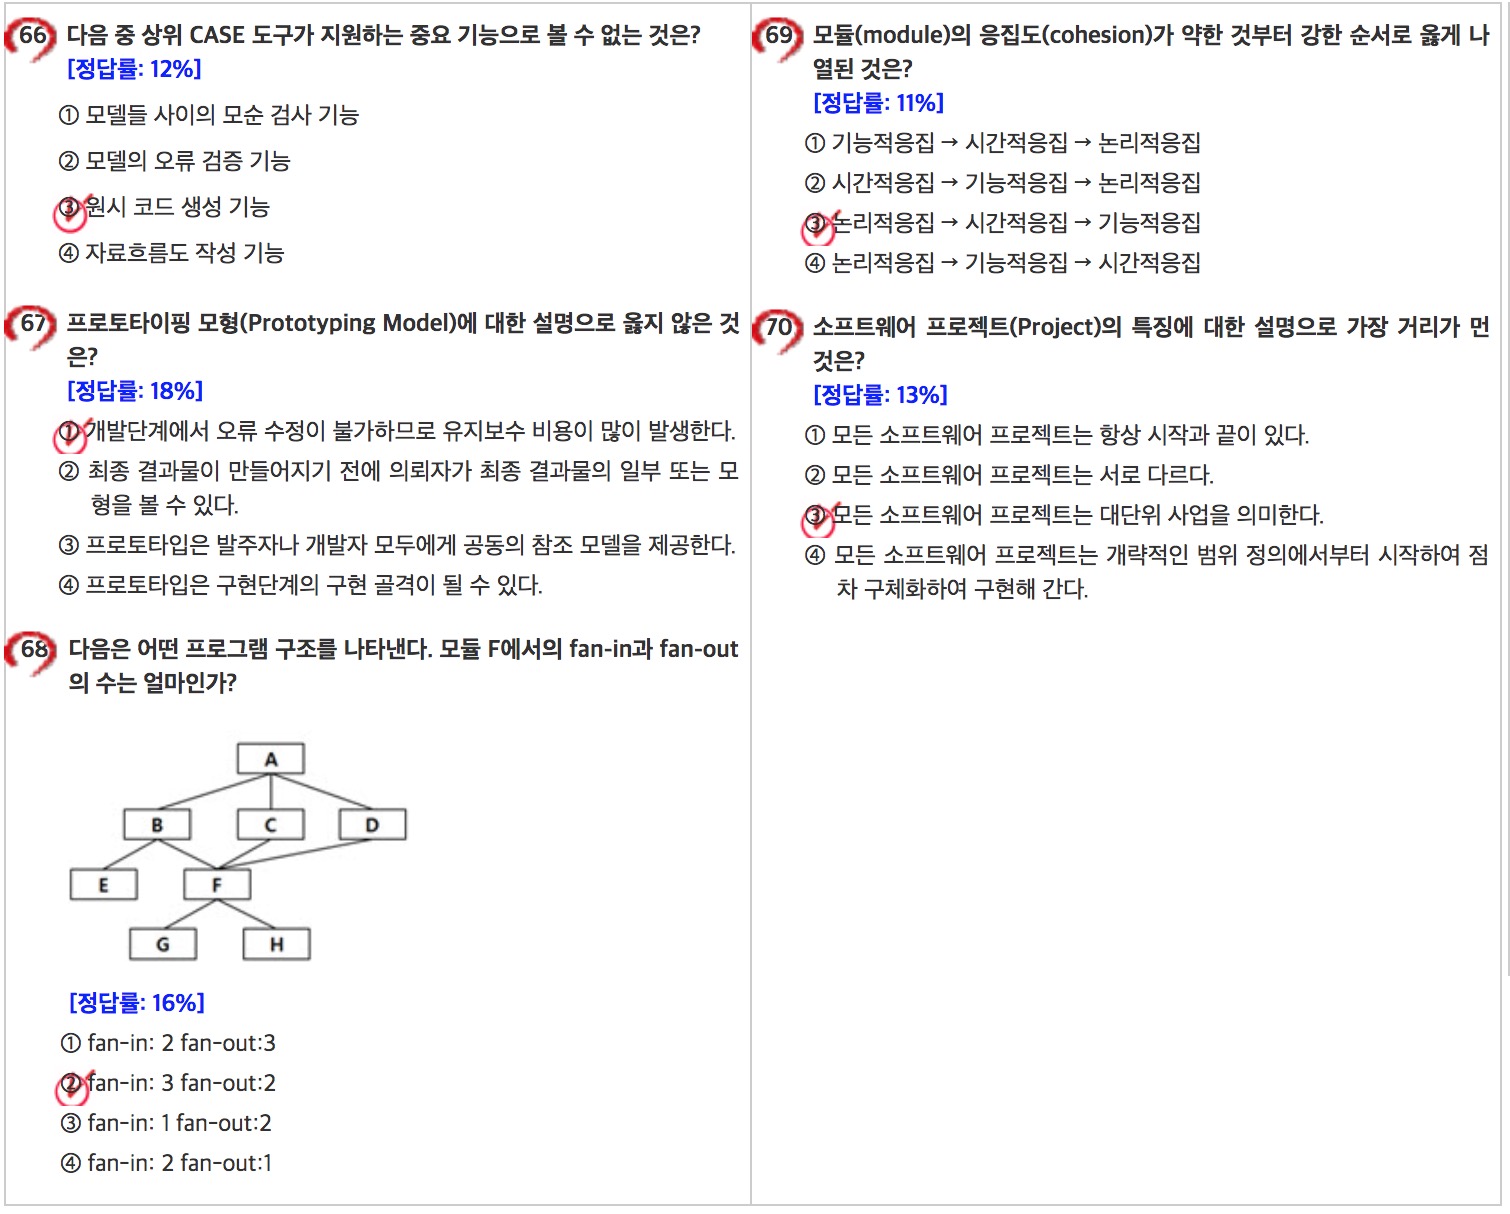 66 다음 중 상위 CASE 도구가 지원하는 중요 기능으로 볼 수 없는 것은?
[정답률: 12%]
① 모델들 사이의 모순 검사 기능
② 모델의 오류 검증 기능
③ 원시 코드 생성 기능
④ 자료흐름도 작성 기능
67 프로토타이핑 모형(Prototyping Model)에 대한 설명으로 옳지 않은 것
은?
[정답률: 18%]
① 개발단계에서 오류 수정이 불가하므로 유지보수 비용이 많이 발생한다.
② 최종 결과물이 만들어지기 전에 의뢰자가 최종 결과물의 일부 또는 모
형을 볼 수 있다.
③ 프로토타입은 발주자나 개발자 모두에게 공동의 참조 모델을 제공한다.
④ 프로토타입은 구현단계의 구현 골격이 될 수 있다.
68 다음은 어떤 프로그램 구조를 나타낸다. 모듈 F에서의 fan-in과 fan-out
의 수는 얼마인가?
A
B C D
E F
G H
[정답률: 16%]
① fan-in: 2 fan-out:3
② fan-in: 3 fan-out:2
③ fan-in: 1 fan-out:2
④ fan-in: 2 fan-out:1
69 모듈(module)의 응집도(cohesion)가 약한 것부터 강한 순서로 옳게 나
열된 것은?
[정답률: 11%]
① 기능적응집 → 시간적응집 → 논리적응집
② 시간적응집 → 기능적응집 → 논리적응집
③ 논리적응집 → 시간적응집 → 기능적응집
④ 논리적응집 → 기능적응집 → 시간적응집
70 소프트웨어 프로젝트(Project)의 특징에 대한 설명으로 가장 거리가 먼
것은?
[정답률: 13%]
① 모든 소프트웨어 프로젝트는 항상 시작과 끝이 있다.
② 모든 소프트웨어 프로젝트는 서로 다르다.
③ 모든 소프트웨어 프로젝트는 대단위 사업을 의미한다.
④ 모든 소프트웨어 프로젝트는 개략적인 범위 정의에서부터 시작하여 점
차 구체화하여 구현해 간다.